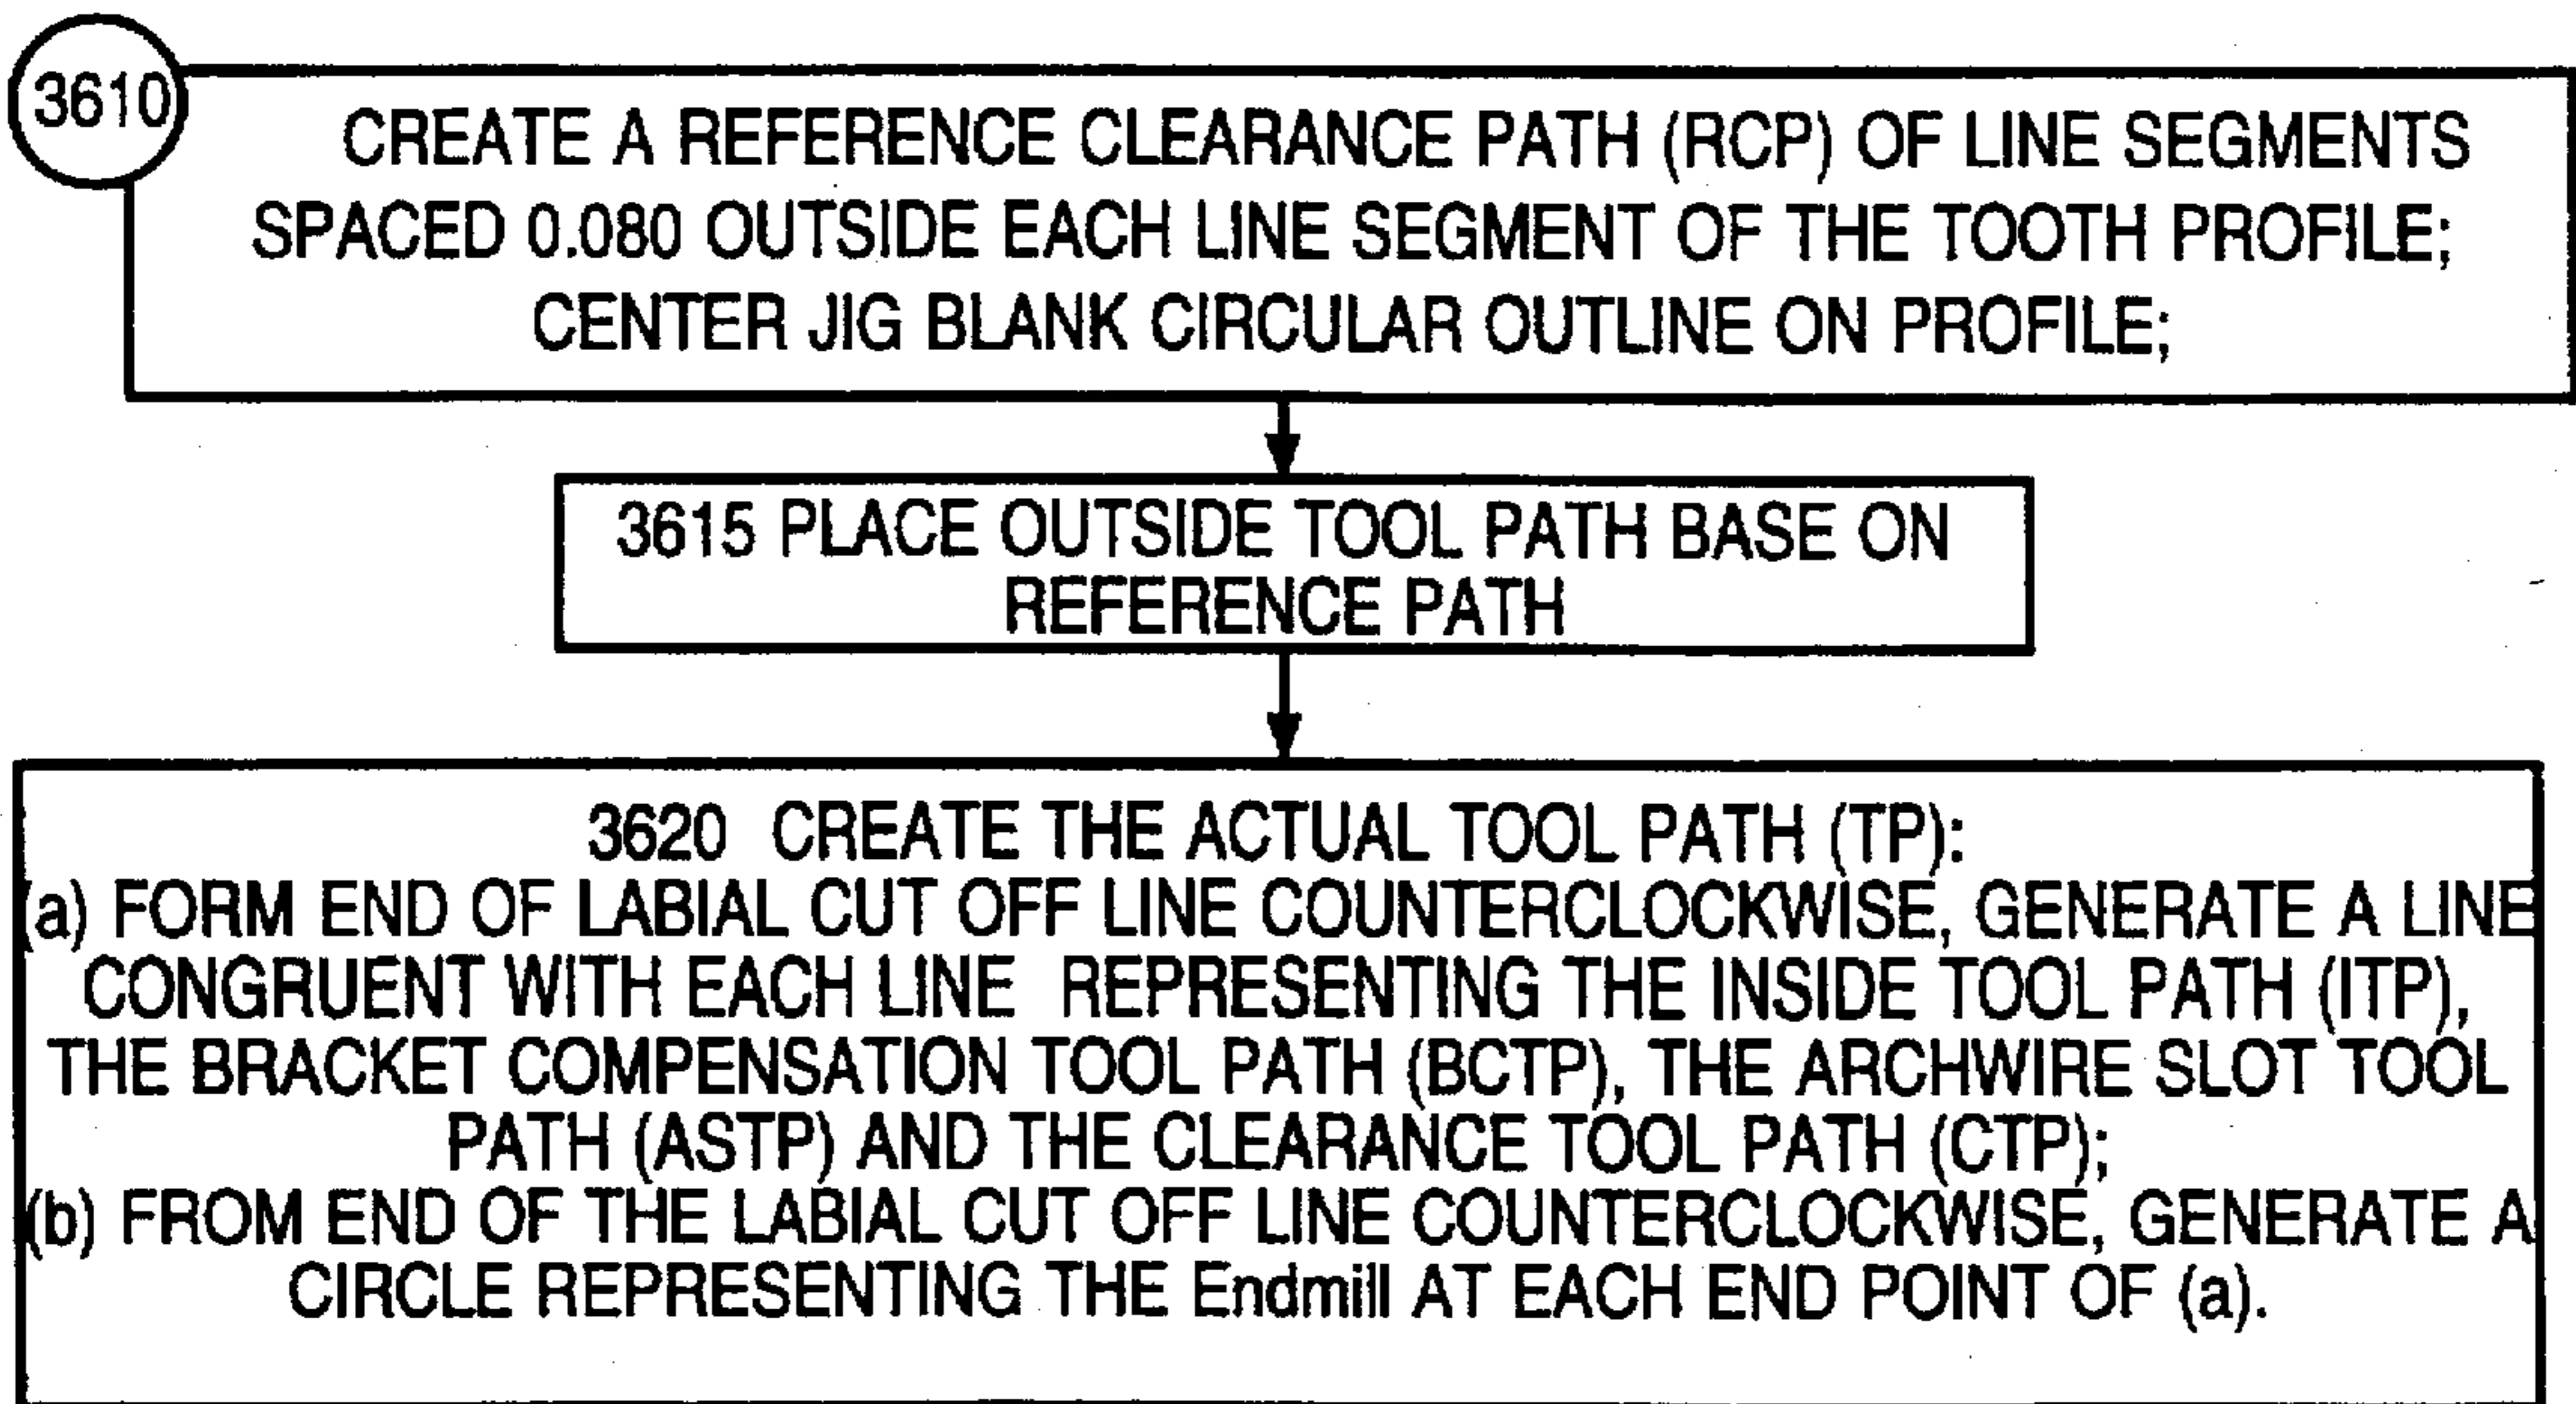 3610
CREATE A REFERENCE CLEARANCE PATH (RCP) OF LINE SEGMENTS
SPACED 0.080 OUTSIDE EACH LINE SEGMENT OF THE TOOTH PROFILE;
CENTER JIG BLANK CIRCULAR OUTLINE ON PROFILE;
3615 PLACE OUTSIDE TOOL PATH BASE ON
REFERENCE PATH
3620 CREATE THE ACTUAL TOOL PATH (TP):
(a) FORM END OF LABIAL CUT OFF LINE COUNTERCLOCKWISE, GENERATE A LINE
CONGRUENT WITH EACH LINE REPRESENTING THE INSIDE TOOL PATH (ITP),
THE BRACKET COMPENSATION TOOL PATH (BCTP), THE ARCHWIRE SLOT TOOL
PATH (ASTP) AND THE CLEARANCE TOOL PATH (CTP);
(b) FROM END OF THE LABIAL CUT OFF LINE COUNTERCLOCKWISE, GENERATE A
CIRCLE REPRESENTING THE Endmill AT EACH END POINT OF (a).